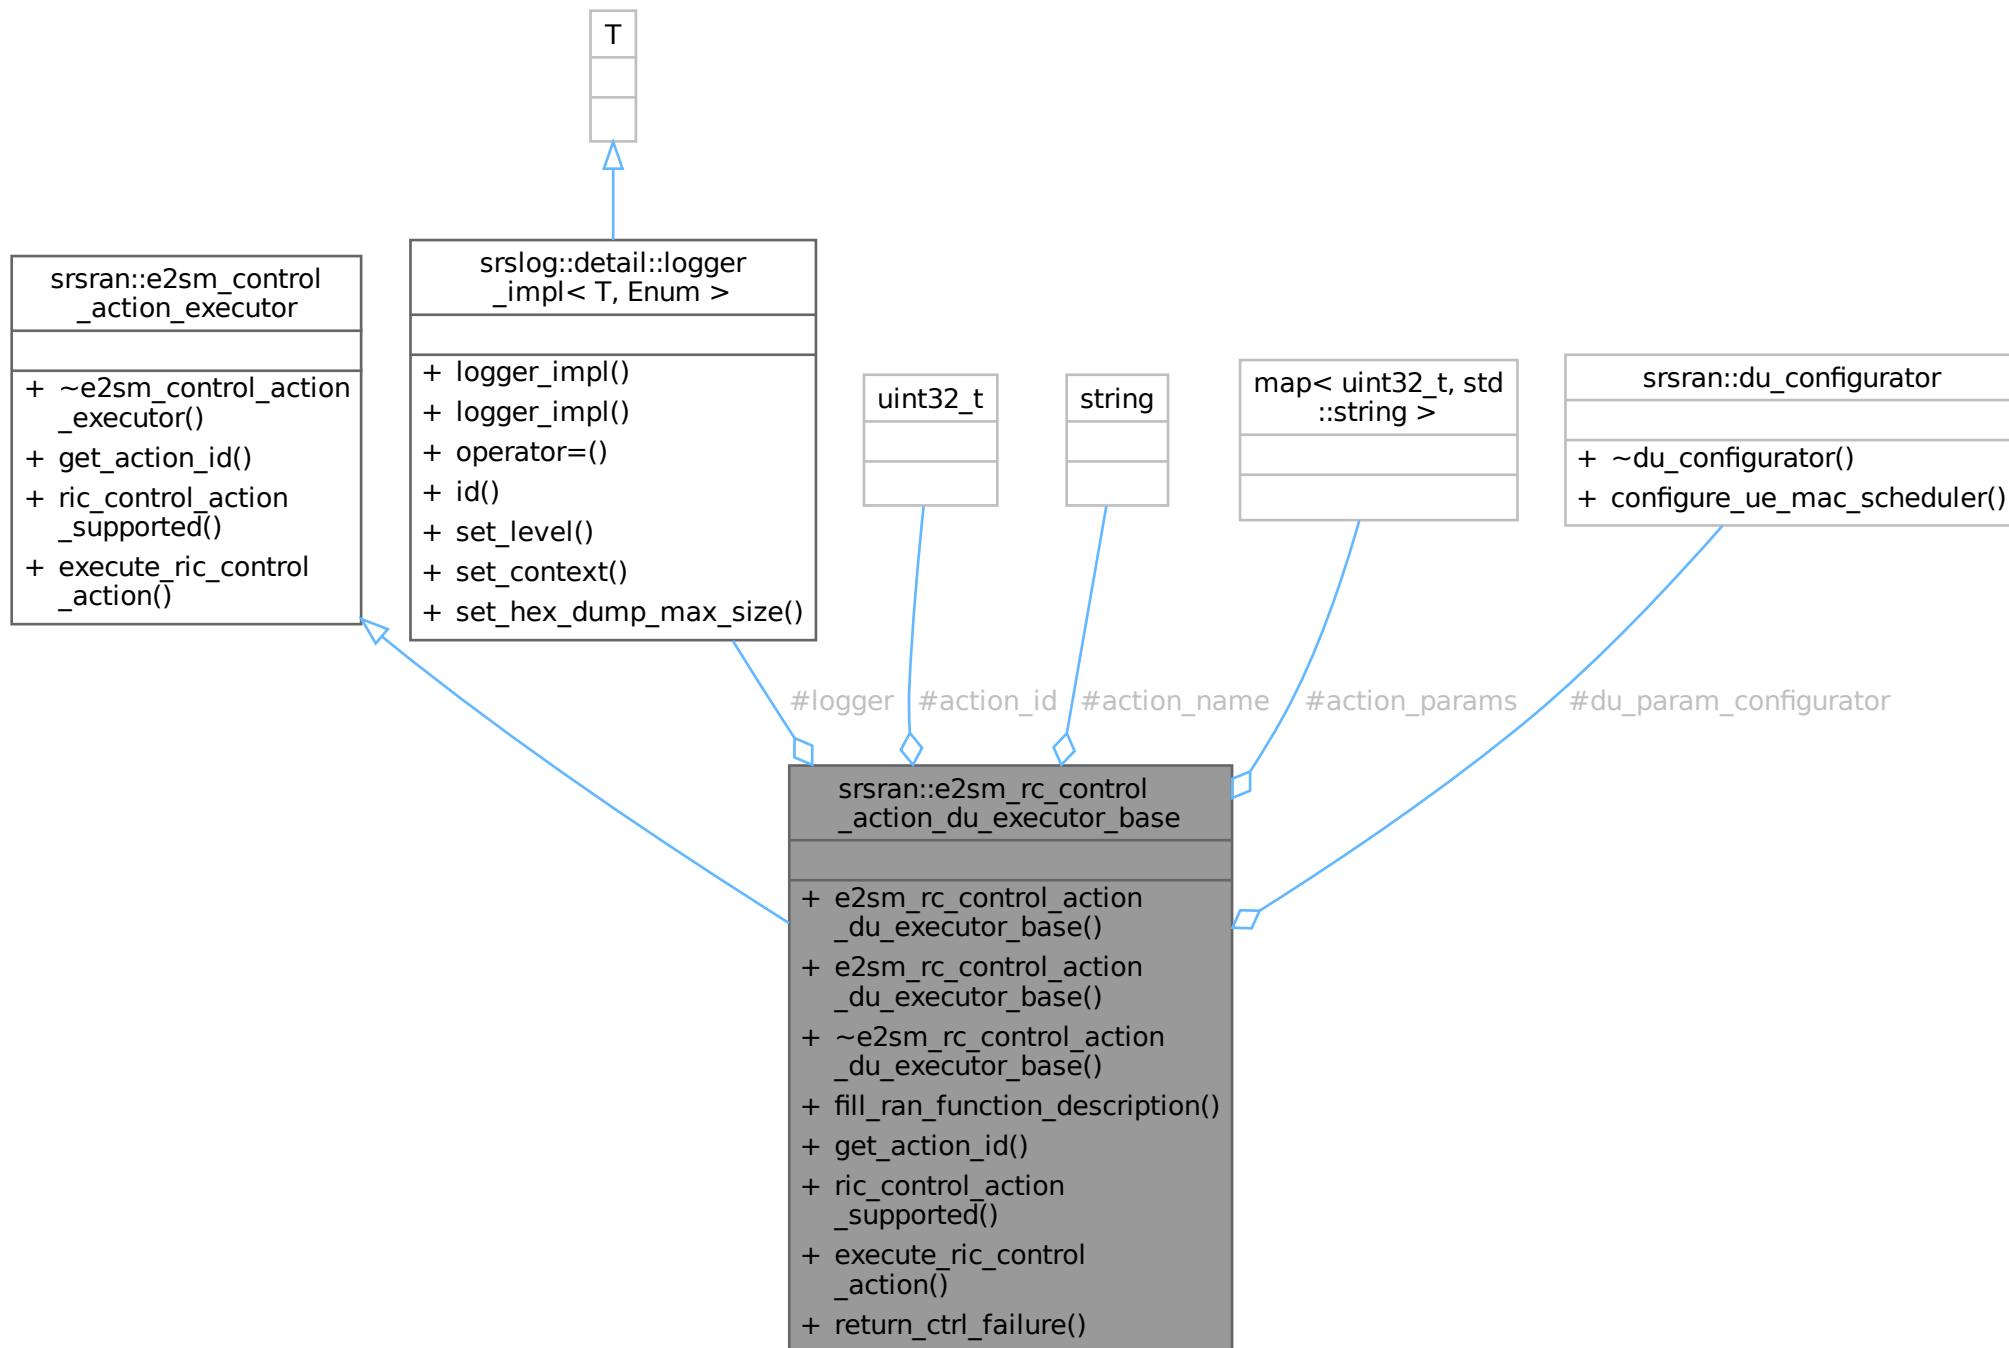 T
srsran::e2sm_control
_action_executor
+ ~e2sm_control_action
_executor()
+ get_action_id()
+ ric_control_action
_supported()
+ execute_ric_control
_action()
srslog::detail::logger
_impl< T, Enum >
+ logger_impl()
+ logger_impl()
+ operator=()
+ id()
+ set_level()
+ set_context()
+ set_hex_dump_max_size()
uint32_t
string
map< uint32_t, std
::string >
srsran::du_configurator
+ ~du_configurator()
+ configure_ue_mac_scheduler()
#logger
#action_id
#action_name
#action_params
#du_param_configurator
srsran::e2sm_rc_control
_action_du_executor_base
+ e2sm_rc_control_action
_du_executor_base()
+ e2sm_rc_control_action
_du_executor_base()
+ ~e2sm_rc_control_action
_du_executor_base()
+ fill_ran_function_description()
+ get_action_id()
+ ric_control_action
_supported()
+ execute_ric_control
_action()
+ return_ctrl_failure()